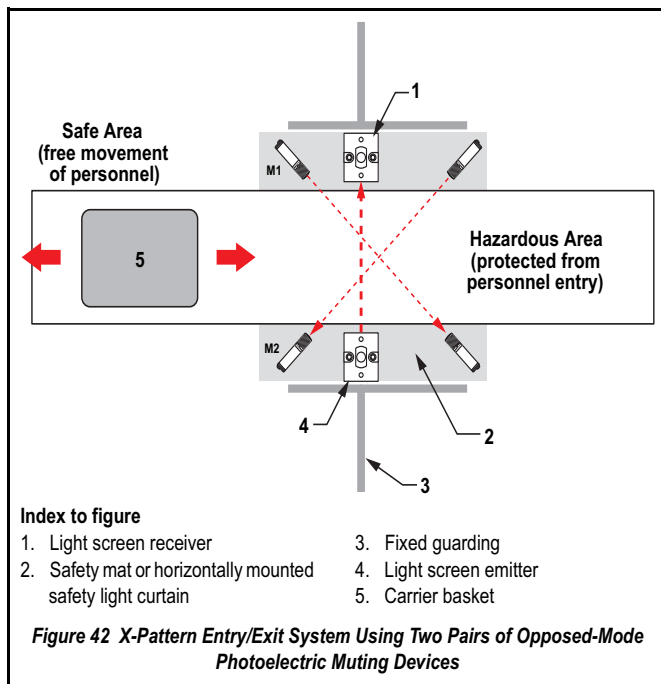 1
Safe Area
(free movement
of personnel)
M1
5
Hazardous Area
(protected from
personnel entry)
M2
4
2
3
Index to figure
1. Light screen receiver
2. Safety mat or horizontally mounted
safety light curtain
3. Fixed guarding
4. Light screen emitter
5. Carrier basket
Figure 42 X-Pattern Entry/Exit System Using Two Pairs of Opposed-Mode
Photoelectric Muting Devices